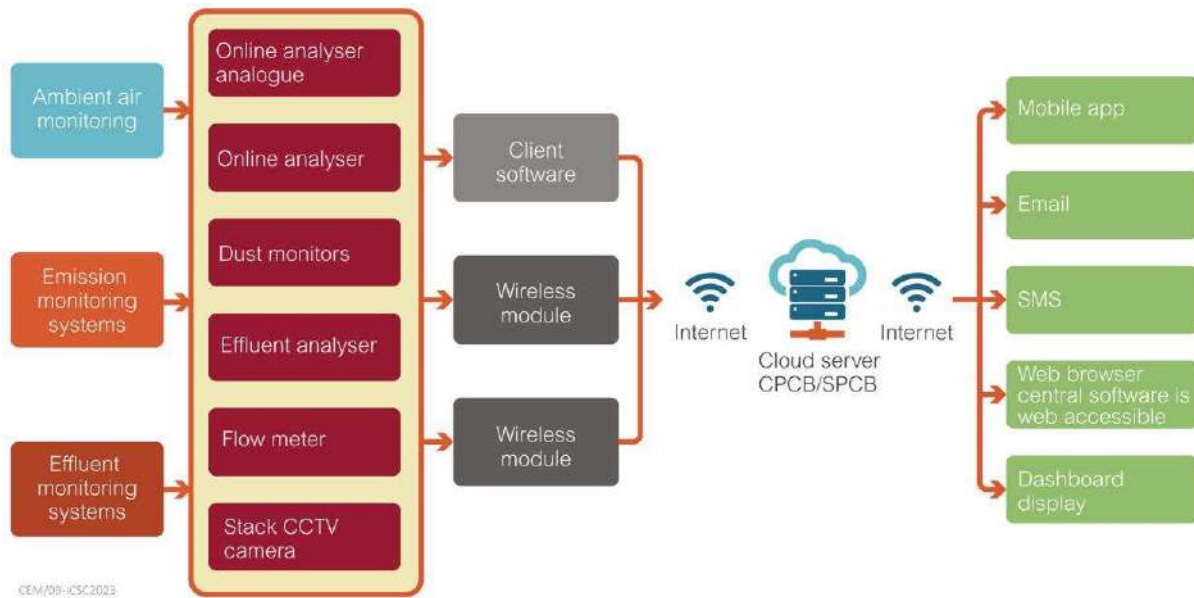 Ambient air
monitoring
Emission
monitoring
systems
Effluent
monitoring
systems
Online analyser
analogue
Online analyser
Dust monitors
Effluent analyser
Flow meter
Stack CCTV
camera
Client
software
Wireless
module
Wireless
module
Internet
Cloud server
CPCB/SPCB
Internet
Mobile app
Email
SMS
Web browser
central software is
web accessible
Dashboard
display
CEM/09-ICSC2023